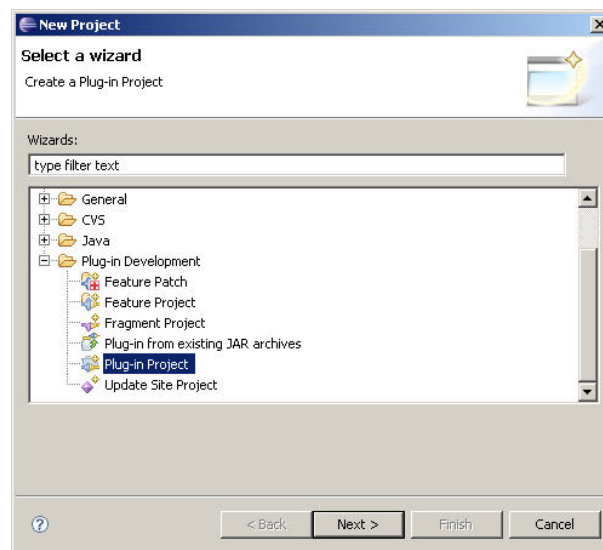 New Project
Select a wizard
Create a Plug-in Project
Wizards:
type filter text
General
CVS
Java
Plug-in Development
Feature Patch
Feature Project
Fragment Project
Plug-in from existing JAR archives
Plug-in Project
Update Site Project
< Back Next > Finish Cancel